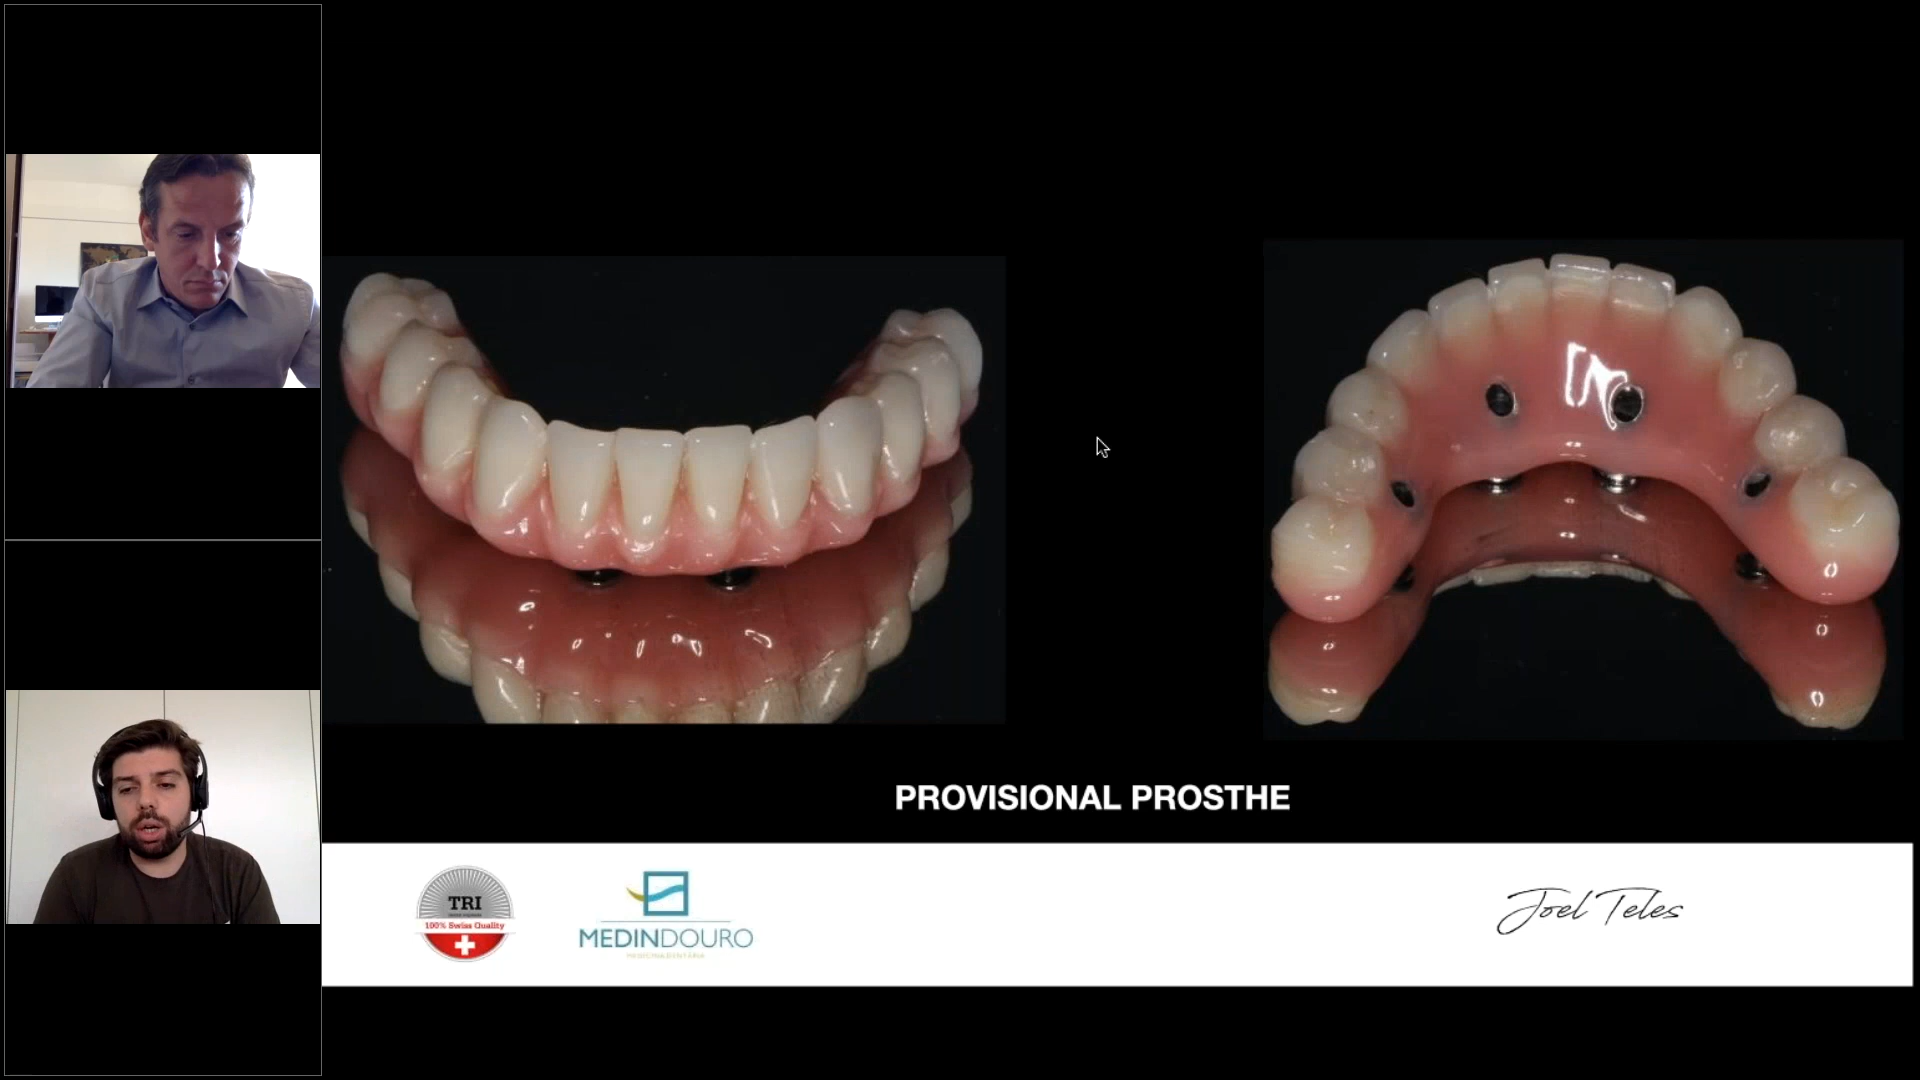 PROVISIONAL PROSTHE
TRI
100% Swiss Quality
MEDINDOURO
Joel Teles